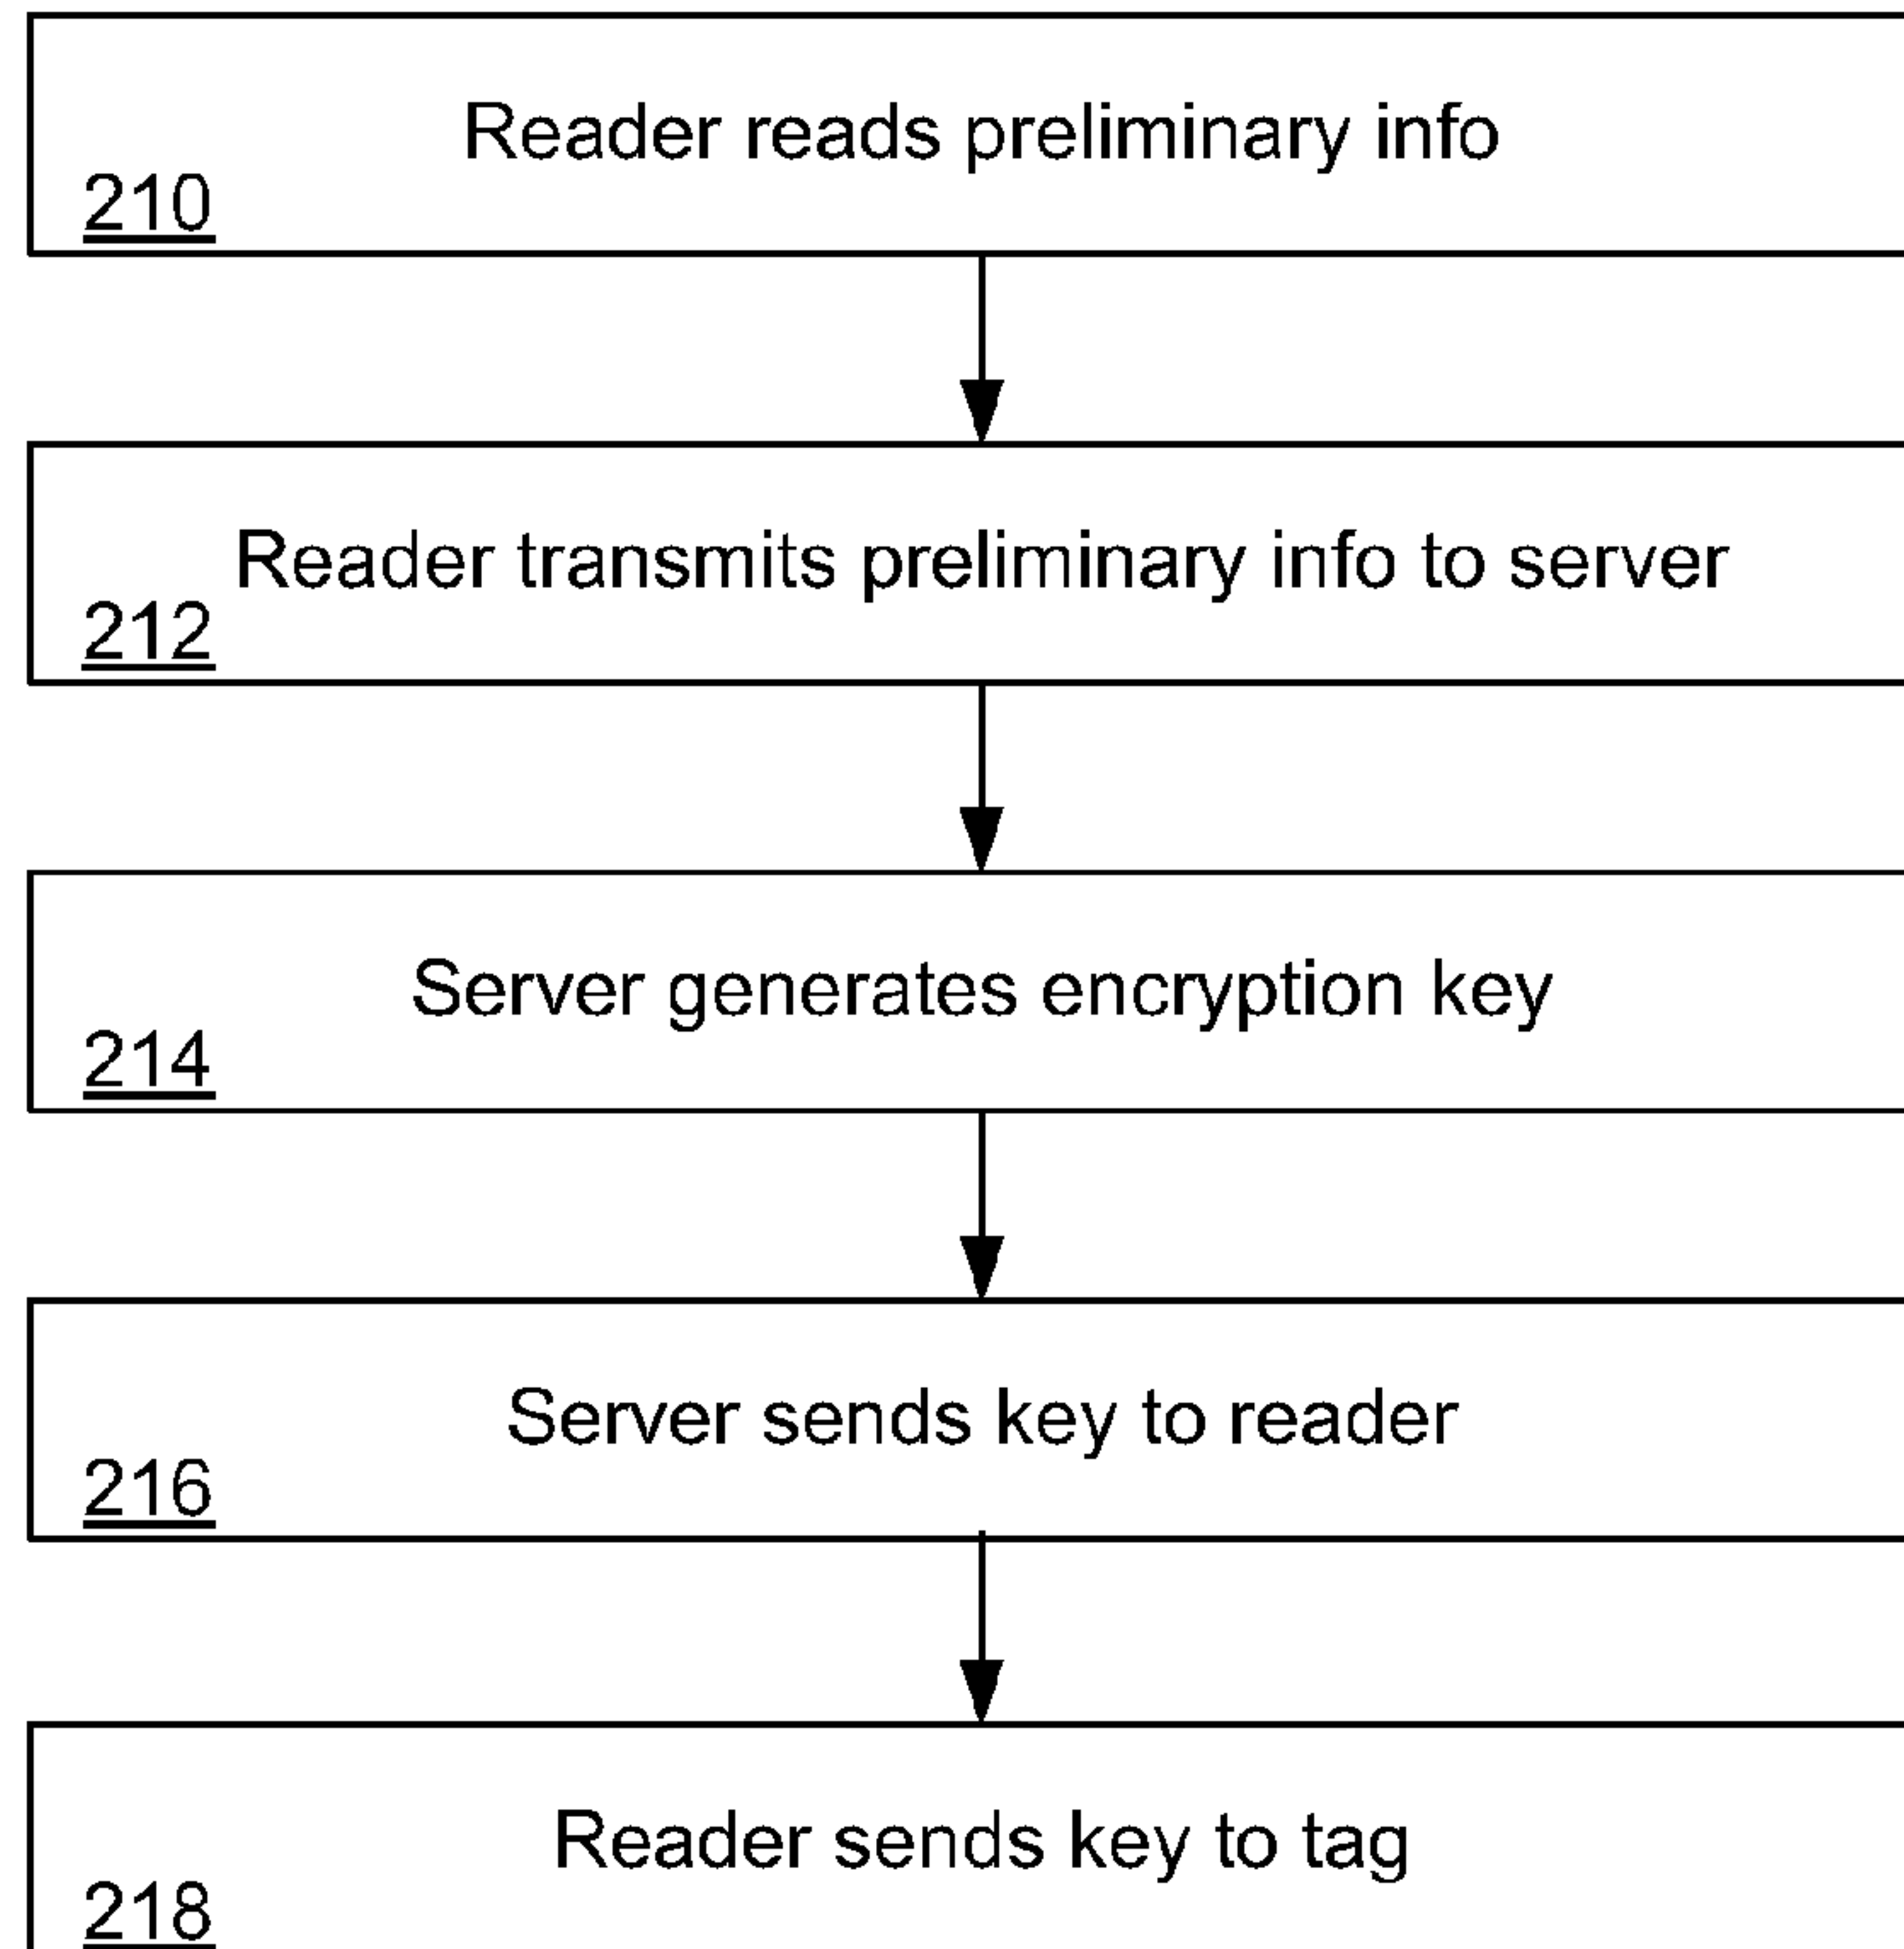 Reader reads preliminary info
210
Reader transmits preliminary info to server
212
Server generates encryption key
214
Server sends key to reader
216
Reader sends key to tag
218